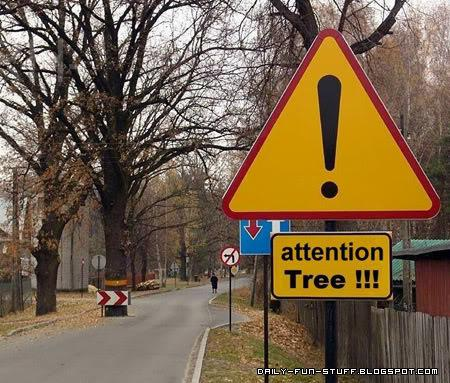 !
attention
Tree !!!
DAILY-FUN-STUFF.BLOGSPOT.COM